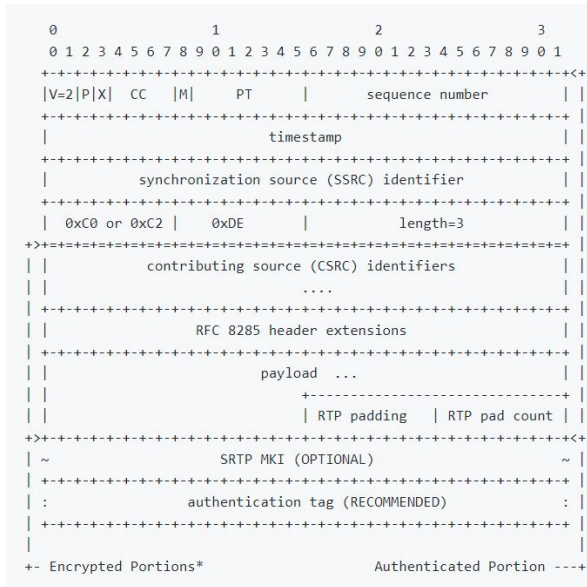 0                   1                   2                   3
0 1 2 3 4 5 6 7 8 9 0 1 2 3 4 5 6 7 8 9 0 1 2 3 4 5 6 7 8 9 0 1
+-+-+-+-+-+-+-+-+-+-+-+-+-+-+-+-+-+-+-+-+-+-+-+-+-+-+-+-+-+-+-+-+<+
|V=2|P|X|  CC   |M|     PT      |       sequence number         | |
+-+-+-+-+-+-+-+-+-+-+-+-+-+-+-+-+-+-+-+-+-+-+-+-+-+-+-+-+-+-+-+-+ |
|                           timestamp                           | |
+-+-+-+-+-+-+-+-+-+-+-+-+-+-+-+-+-+-+-+-+-+-+-+-+-+-+-+-+-+-+-+-+ |
|           synchronization source (SSRC) identifier            | |
+-+-+-+-+-+-+-+-+-+-+-+-+-+-+-+-+-+-+-+-+-+-+-+-+-+-+-+-+-+-+-+-+ |
|  0xC0 or 0xC2 |    0xDE       |           length=3            | |
+>+=+=+=+=+=+=+=+=+=+=+=+=+=+=+=+=+=+=+=+=+=+=+=+=+=+=+=+=+=+=+=+=+ |
| |            contributing source (CSRC) identifiers             | |
| |                               ....                            | |
| +-+-+-+-+-+-+-+-+-+-+-+-+-+-+-+-+-+-+-+-+-+-+-+-+-+-+-+-+-+-+-+-+ |
| |                  RFC 8285 header extensions                   | |
| +-+-+-+-+-+-+-+-+-+-+-+-+-+-+-+-+-+-+-+-+-+-+-+-+-+-+-+-+-+-+-+-+ |
| |                          payload  ...                         | |
| |                               +-------------------------------+ |
| |                               | RTP padding   | RTP pad count | |
+>+-+-+-+-+-+-+-+-+-+-+-+-+-+-+-+-+-+-+-+-+-+-+-+-+-+-+-+-+-+-+-+-+<+
| ~                     SRTP MKI (OPTIONAL)                       ~ |
| +-+-+-+-+-+-+-+-+-+-+-+-+-+-+-+-+-+-+-+-+-+-+-+-+-+-+-+-+-+-+-+-+ |
| :                 authentication tag (RECOMMENDED)              : |
| +-+-+-+-+-+-+-+-+-+-+-+-+-+-+-+-+-+-+-+-+-+-+-+-+-+-+-+-+-+-+-+-+ |
|                                                                   |
+- Encrypted Portions*                     Authenticated Portion ---+